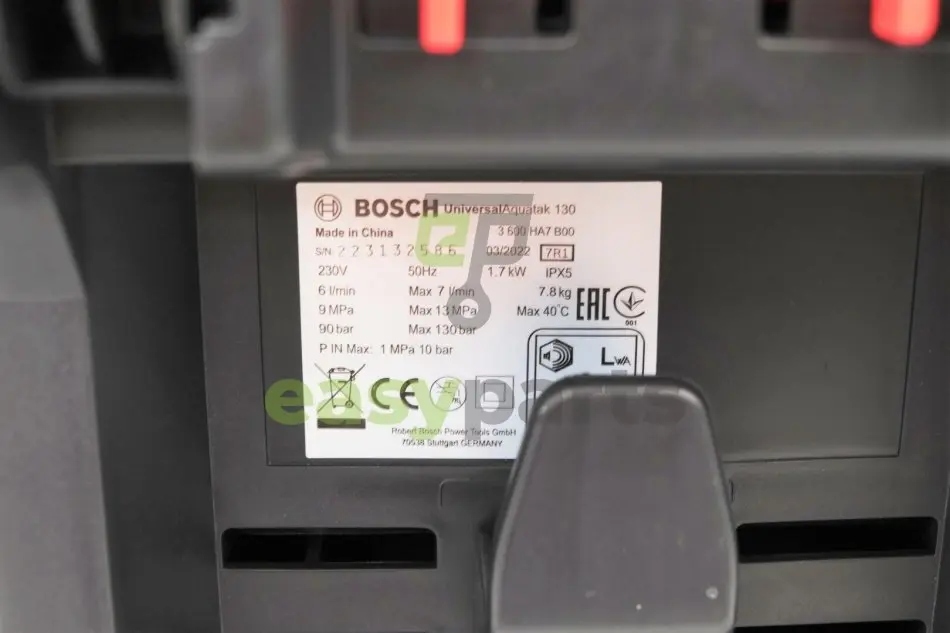 BOSCH UniversalAquatak 130
Made in China 3 600 HA7 B00
S/N 223132586 03/2022 7R1
230V 50Hz 1.7 kW IPX5
6 l/min Max 7 l/min 7.8 kg
9 MPa Max 13 MPa Max 40°C EAC
001
90 bar Max 130 bar
P IN Max: 1 MPa 10 bar
LWA
CE
easyparts
Robert Bosch Power Tools GmbH
70538 Stuttgart GERMANY